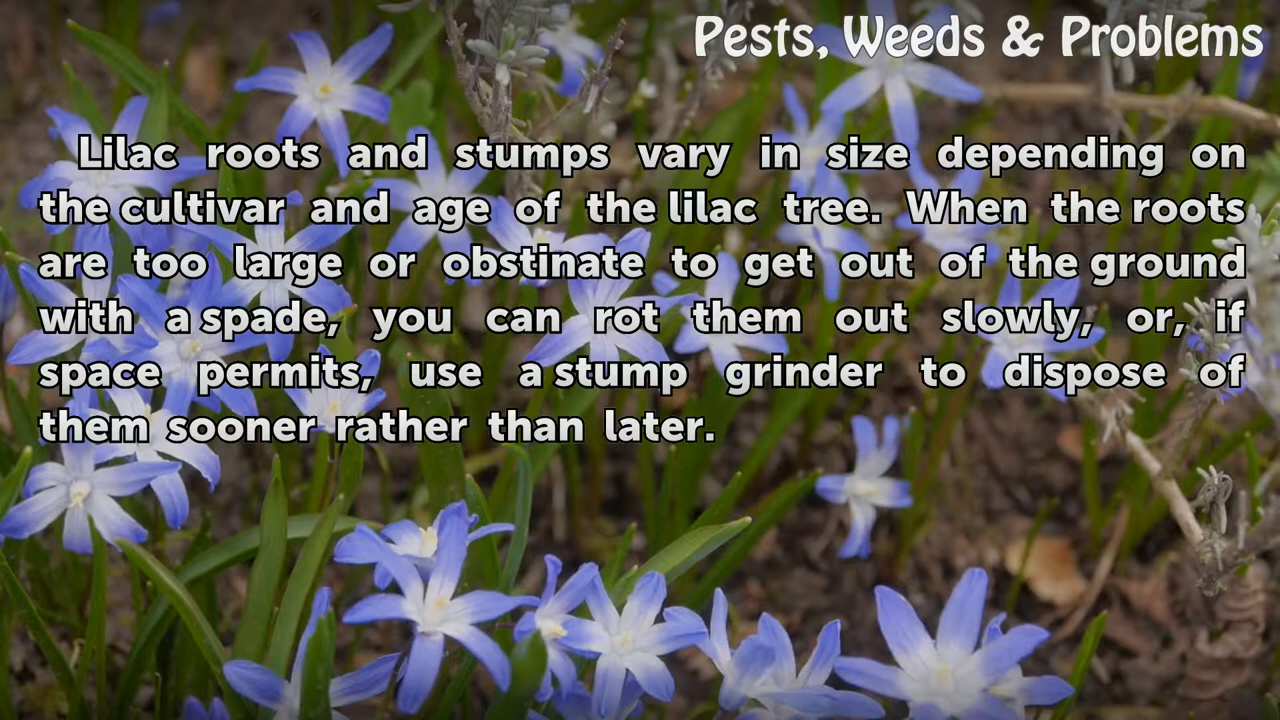 Pests, Weeds & Problems
Lilac roots and stumps vary in size depending on
the cultivar and age of the lilac tree. When the roots
are too large or obstinate to get out of the ground
with a spade, you can rot them out slowly, or, if
space permits, use a stump grinder to dispose of
them sooner rather than later.